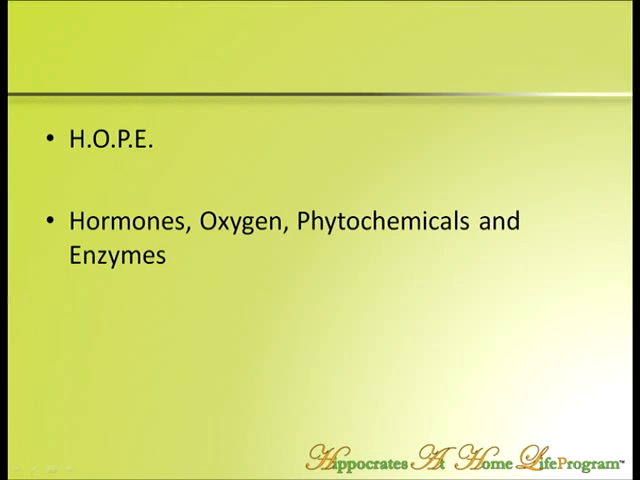 • H.O.P.E.
• Hormones, Oxygen, Phytochemicals and
Enzymes
Hippocrates At Home LifeProgram™